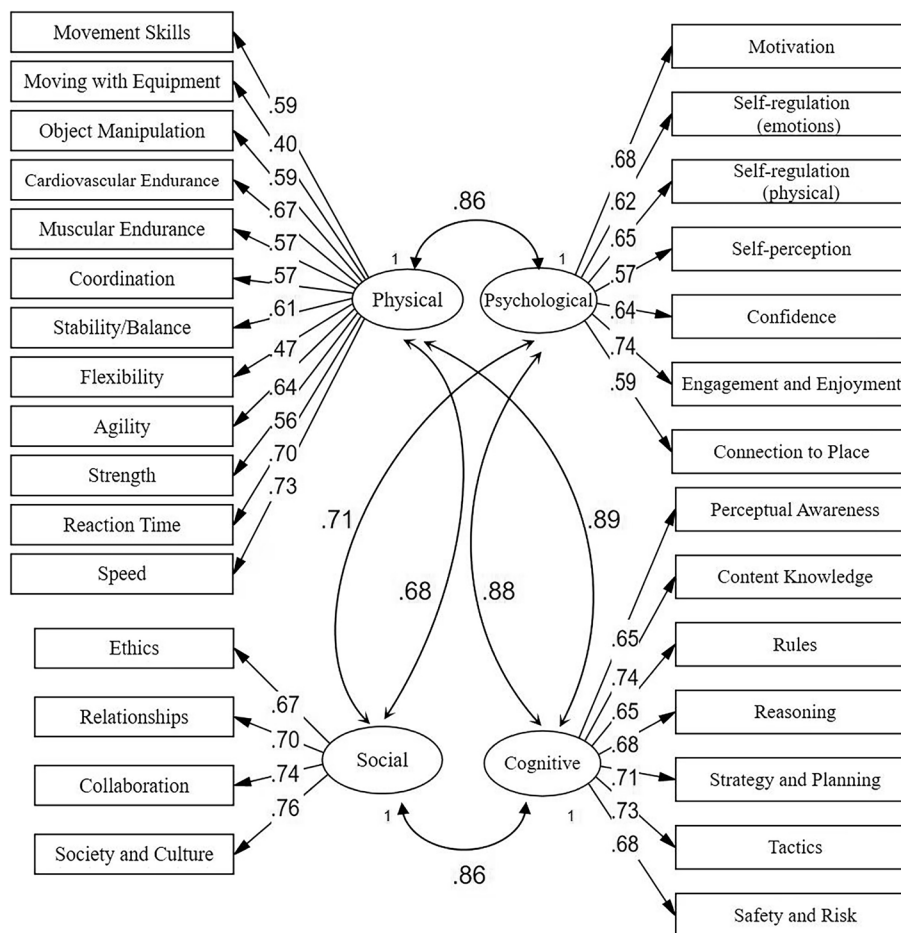 Movement Skills
Moving with Equipment
Object Manipulation
Cardiovascular Endurance
Muscular Endurance
Coordination
Stability/Balance
Flexibility
Agility
Strength
Reaction Time
Speed
.59
.40
.59
.67
.57
.57
.61
.47
.64
.56
.70
.73
1
Physical
.86
1
Psychological
.68
.62
.65
.57
.64
.74
.59
Motivation
Self-regulation
(emotions)
Self-regulation
(physical)
Self-perception
Confidence
Engagement and Enjoyment
Connection to Place
.71
.68
.88
.89
Ethics
Relationships
Collaboration
Society and Culture
.67
.70
.74
.76
Social
1
.86
Cognitive
1
.65
.74
.65
.68
.71
.73
.68
Perceptual Awareness
Content Knowledge
Rules
Reasoning
Strategy and Planning
Tactics
Safety and Risk